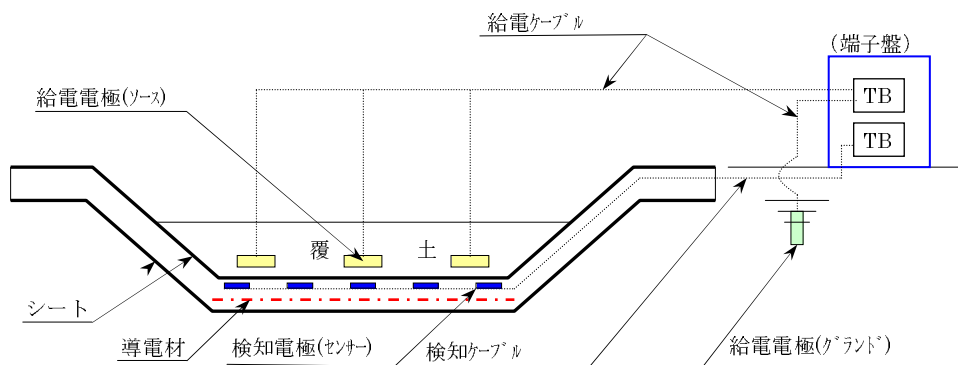 給電ケーブル
(端子盤)
給電電極(ソース)
TB
TB
覆 土
シート
導電材
検知電極(センサー)
検知ケーブル
給電電極(グランド)